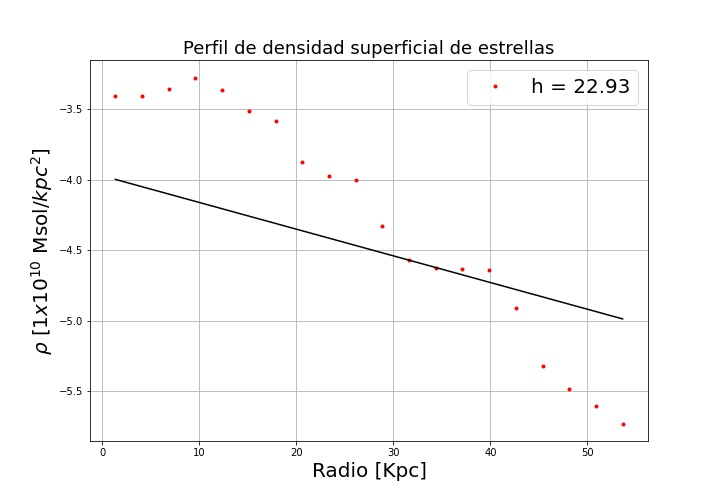 Perfil de densidad superficial de estrellas
h = 22.93
−3.5
−4.0
−4.5
−5.0
−5.5
ρ [1x10¹⁰ Msol/kpc²]
0 10 20 30 40 50
Radio [Kpc]